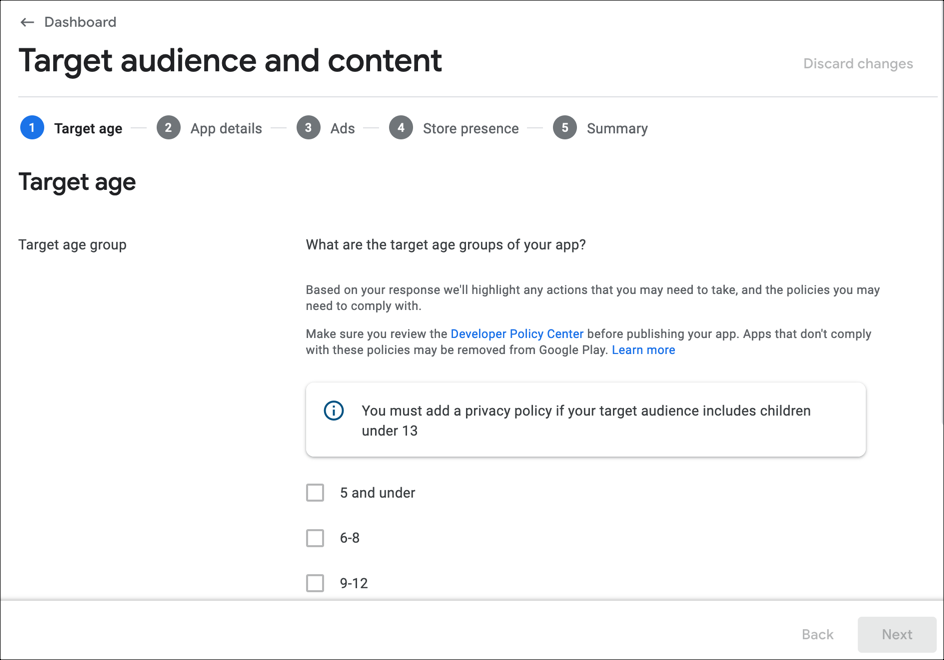 Dashboard
Target audience and content
Discard changes
1 Target age 2 App details 3 Ads 4 Store presence 5 Summary
Target age
Target age group
What are the target age groups of your app?
Based on your response we'll highlight any actions that you may need to take, and the policies you may
need to comply with.
Make sure you review the Developer Policy Center before publishing your app. Apps that don't comply
with these policies may be removed from Google Play. Learn more
You must add a privacy policy if your target audience includes children
under 13
5 and under
6-8
9-12
Back Next